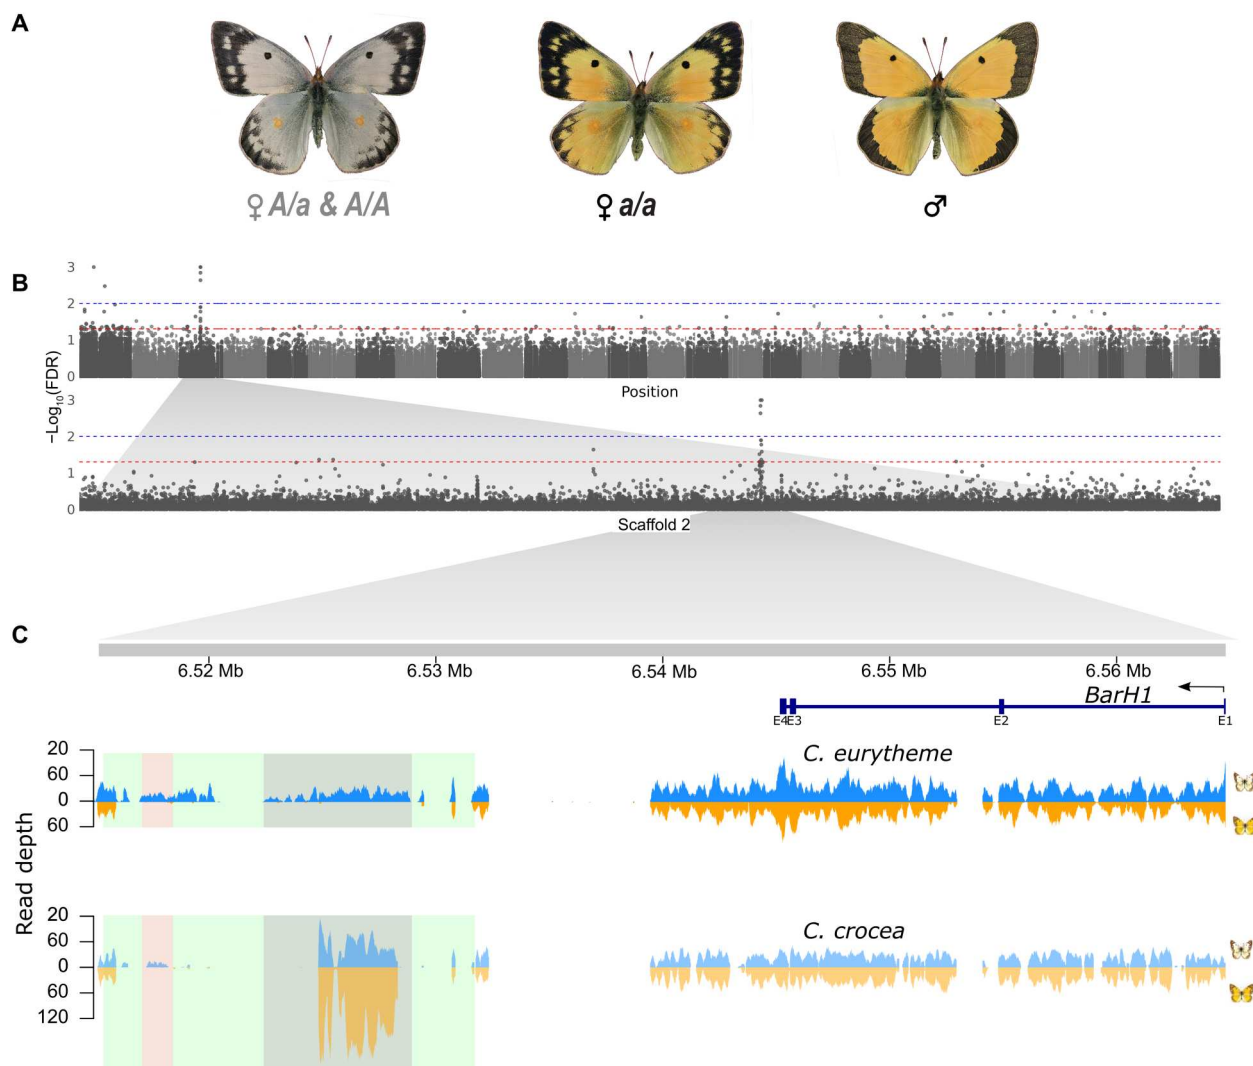 A
♀ A/a & A/A
♀ a/a
♂
B
3
2
1
0
Position
−Log₁₀(FDR)
3
2
1
0
Scaffold 2
C
6.52 Mb
6.53 Mb
6.54 Mb
6.55 Mb
6.56 Mb
BarH1
E4E3
E2
E1
C. eurytheme
20
60
0
60
Read depth
C. crocea
20
60
0
60
120